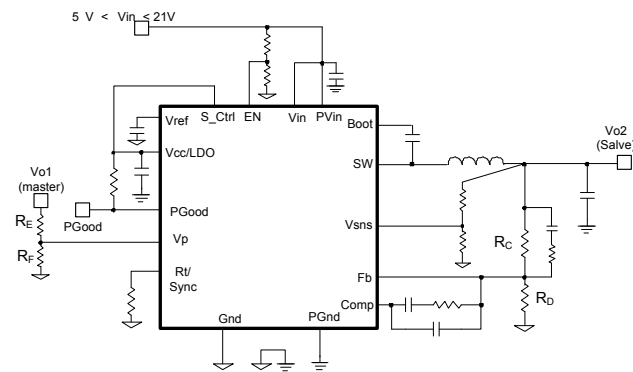 5 V < Vin < 21V
Vref
S_Ctrl
EN
Vin
PVin
Boot
Vo2
(Salve)
Vcc/LDO
SW
Vo1
(master)
RE
PGood
PGood
Vsns
RC
Vp
RF
Rt/
Sync
Fb
RD
Comp
Gnd
PGnd